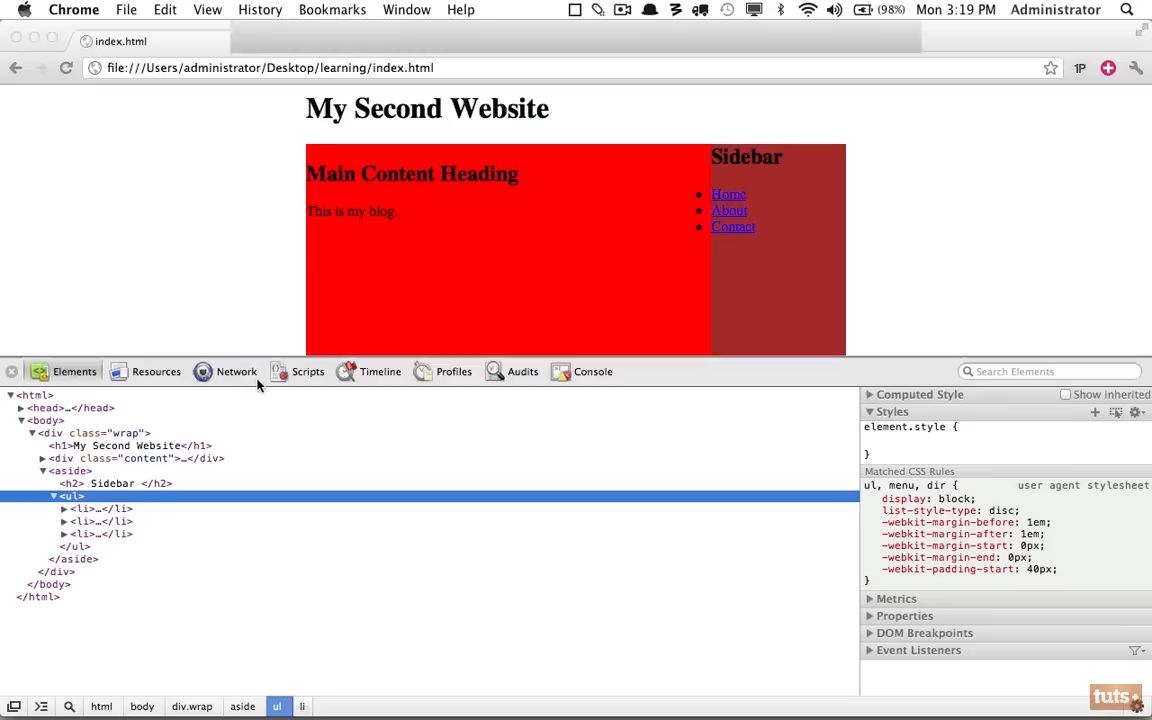 Chrome File Edit View History Bookmarks Window Help (98%) Mon 3:19 PM Administrator
index.html
file:///Users/administrator/Desktop/learning/index.html 1P
My Second Website
Sidebar
Main Content Heading
Home
This is my blog.
About
Contact
Elements Resources Network Scripts Timeline Profiles Audits Console Search Elements
▼<html>
▶<head>…</head>
▼<body>
▼<div class="wrap">
<h1>My Second Website</h1>
▶<div class="content">…</div>
▼<aside>
<h2> Sidebar </h2>
▼<ul>
▶<li>…</li>
▶<li>…</li>
▶<li>…</li>
</ul>
</aside>
</div>
</body>
</html>
▶Computed Style Show inherited
▼Styles
element.style {
}
Matched CSS Rules
ul, menu, dir { user agent stylesheet
display: block;
list-style-type: disc;
-webkit-margin-before: 1em;
-webkit-margin-after: 1em;
-webkit-margin-start: 0px;
-webkit-margin-end: 0px;
-webkit-padding-start: 40px;
}
▶Metrics
▶Properties
▶DOM Breakpoints
▶Event Listeners
html body div.wrap aside ul li
tuts+